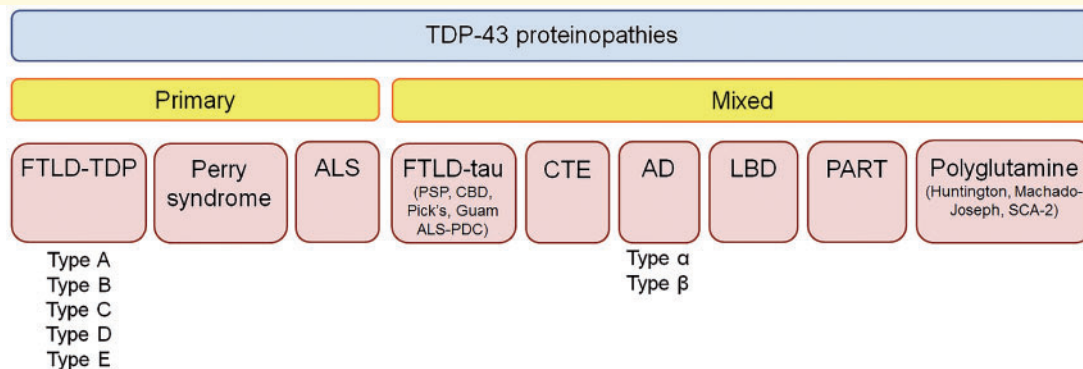 TDP-43 proteinopathies
Primary
Mixed
FTLD-TDP
Perry
syndrome
ALS
FTLD-tau
(PSP, CBD,
Pick's, Guam
ALS-PDC)
CTE
AD
LBD
PART
Polyglutamine
(Huntington, Machado-
Joseph, SCA-2)
Type A
Type B
Type C
Type D
Type E
Type α
Type β